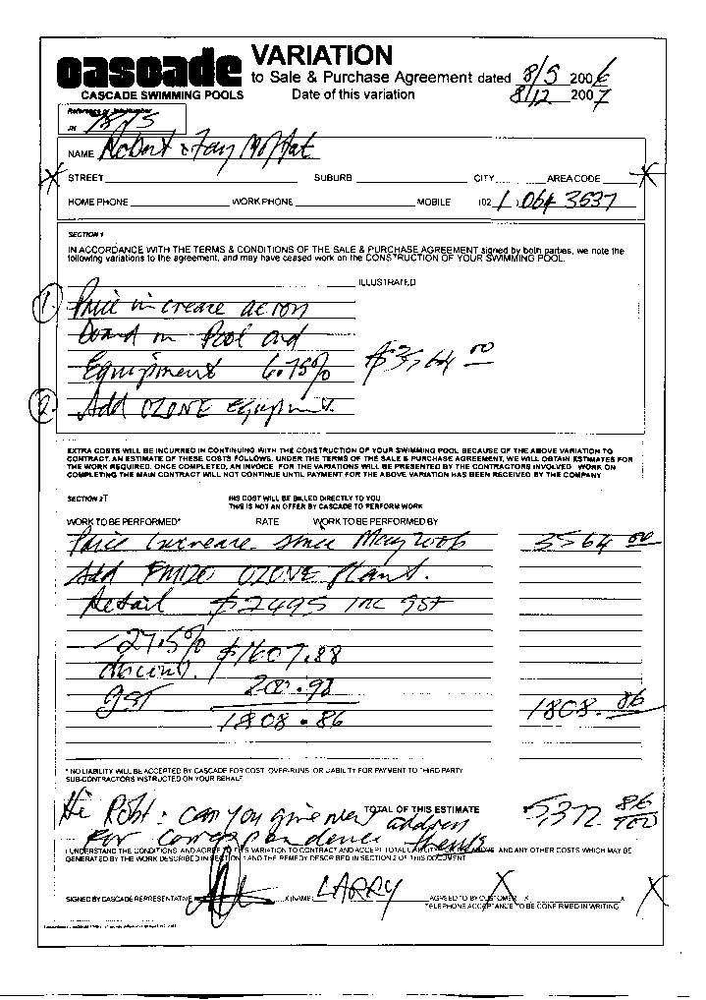 cascade
CASCADE SWIMMING POOLS
VARIATION
to Sale & Purchase Agreement dated 8/5 2006
Date of this variation 8/12 2007
JN 7875
NAME Robert & Fay Moffat
STREET SUBURB CITY AREA CODE
HOME PHONE WORK PHONE MOBILE (02 1 ) 064 3537
SECTION 1
IN ACCORDANCE WITH THE TERMS & CONDITIONS OF THE SALE & PURCHASE AGREEMENT signed by both parties, we note the
following variations to the agreement, and may have ceased work on the CONSTRUCTION OF YOUR SWIMMING POOL.
ILLUSTRATED
1. Price increase across
board on Pool and
Equipment 6.75% $3564 00
2. Add OZONE Equipment
EXTRA COSTS WILL BE INCURRED IN CONTINUING WITH THE CONSTRUCTION OF YOUR SWIMMING POOL BECAUSE OF THE ABOVE VARIATION TO
CONTRACT. AN ESTIMATE OF THESE COSTS FOLLOWS. UNDER THE TERMS OF THE SALE & PURCHASE AGREEMENT, WE WILL OBTAIN ESTIMATES FOR
THE WORK REQUIRED. ONCE COMPLETED, AN INVOICE FOR THE VARIATIONS WILL BE PRESENTED BY THE CONTRACTORS INVOLVED. WORK ON
COMPLETING THE MAIN CONTRACT WILL NOT CONTINUE UNTIL PAYMENT FOR THE ABOVE VARIATION HAS BEEN RECEIVED BY THE COMPANY
SECTION 2T HIS COST WILL BE BILLED DIRECTLY TO YOU
THIS IS NOT AN OFFER BY CASCADE TO PERFORM WORK
WORK TO BE PERFORMED* RATE WORK TO BE PERFORMED BY
Price Increase since May 2006 3564 00
Add OZONE Plant.
Retail $2495 inc GST
-27.5% $1607.88
discount.
GST 200.98
1808.86 1808.86
* NO LIABILITY WILL BE ACCEPTED BY CASCADE FOR COST, OVER-RUNS, OR LIABILITY FOR PAYMENT TO THIRD PARTY
SUB-CONTRACTORS INSTRUCTED ON YOUR BEHALF
TOTAL OF THIS ESTIMATE 5372 86/100
Hi Robt: can you give new address
For correspondence thanks
I UNDERSTAND THE CONDITIONS AND AGREE TO THIS VARIATION TO CONTRACT AND ACCEPT TOTAL LIABILITY THE ABOVE AND ANY OTHER COSTS WHICH MAY BE
GENERATED BY THE WORK DESCRIBED IN SECTION 1 AND THE REMEDY DESCRIBED IN SECTION 2 OF THIS DOCUMENT
SIGNED BY CASCADE REPRESENTATIVE X (NAME) LARRY AGREED TO BY CUSTOMER X X
TELEPHONE ACCEPTANCE TO BE CONFIRMED IN WRITING